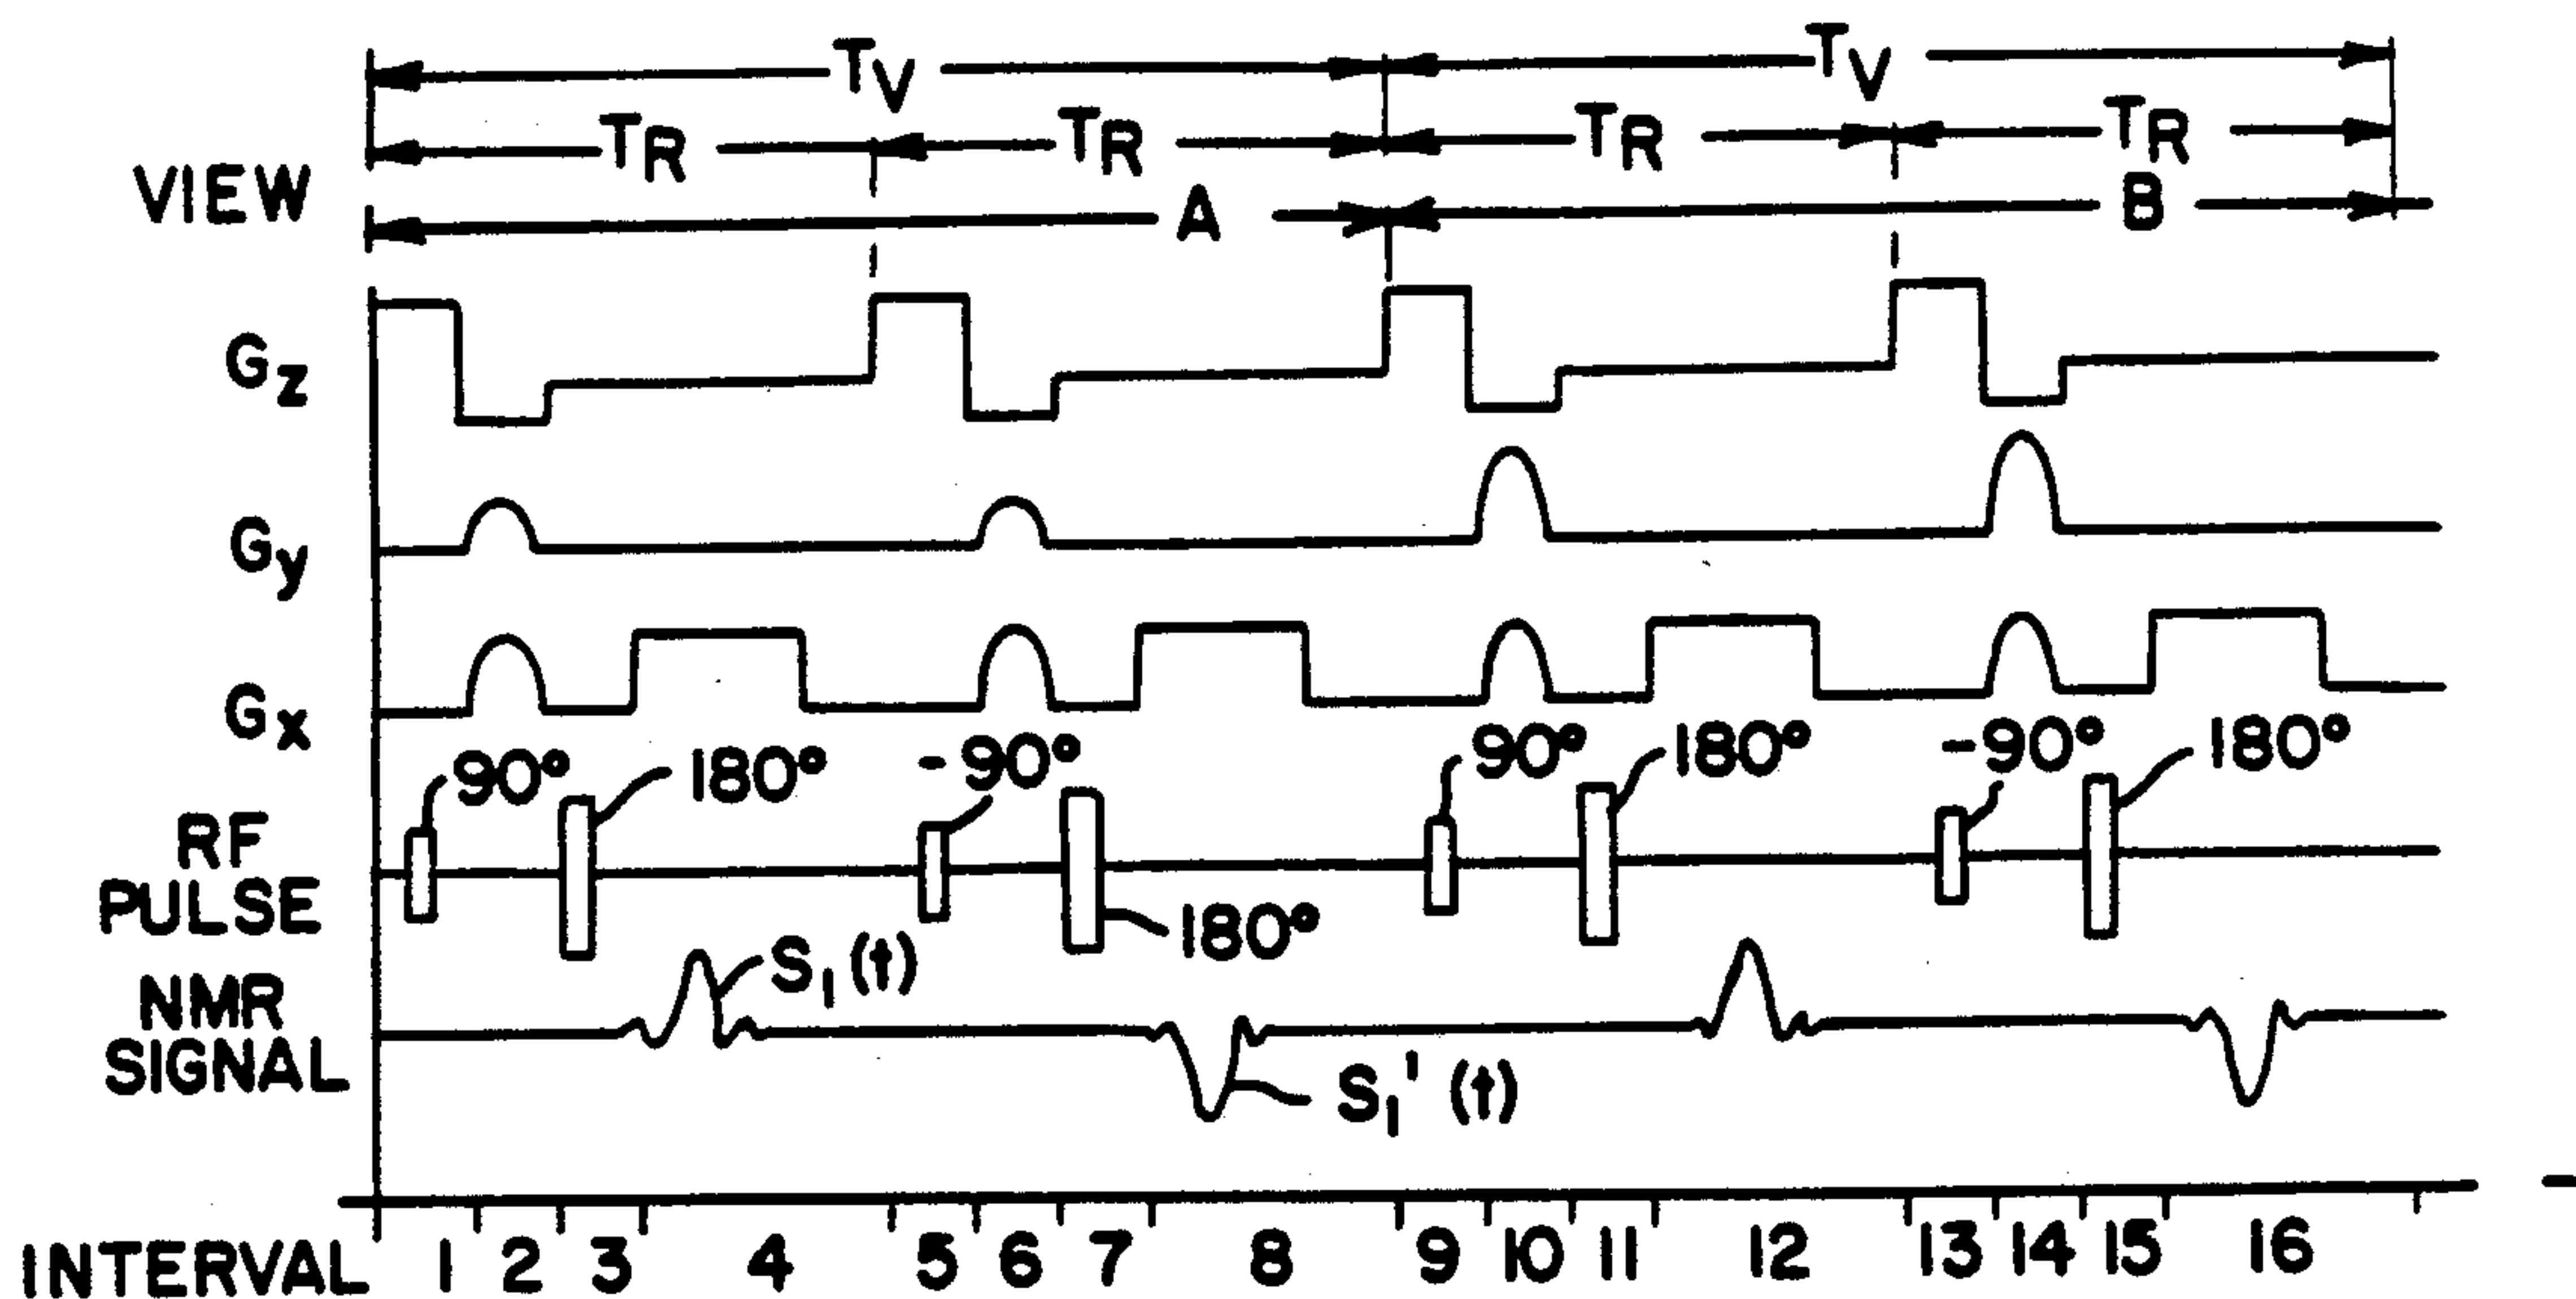 TV TV
TR TR TR TR
VIEW A B
Gz
Gy
Gx
90° 180° -90° 180° 90° 180° -90° 180°
RF
PULSE
NMR
SIGNAL
S1(t) S1'(t)
INTERVAL 1 2 3 4 5 6 7 8 9 10 11 12 13 14 15 16